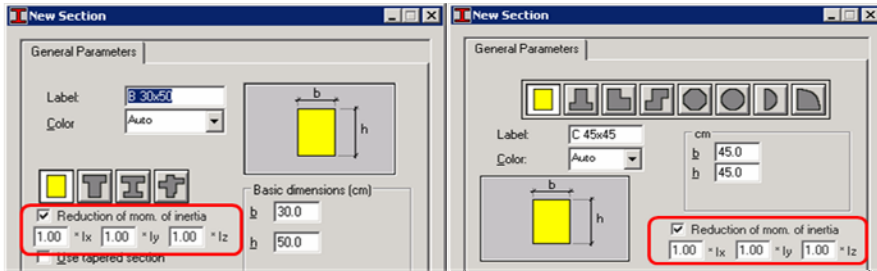 New Section
General Parameters
Label: B 30x50
Color Auto
b
h
Basic dimensions (cm)
b 30.0
h 50.0
Reduction of mom. of inertia
1.00 * Ix 1.00 * Iy 1.00 * Iz
Use tapered section
New Section
General Parameters
Label: C 45x45
Color: Auto
cm
b 45.0
h 45.0
b
h
Reduction of mom. of inertia
1.00 * Ix 1.00 * Iy 1.00 * Iz